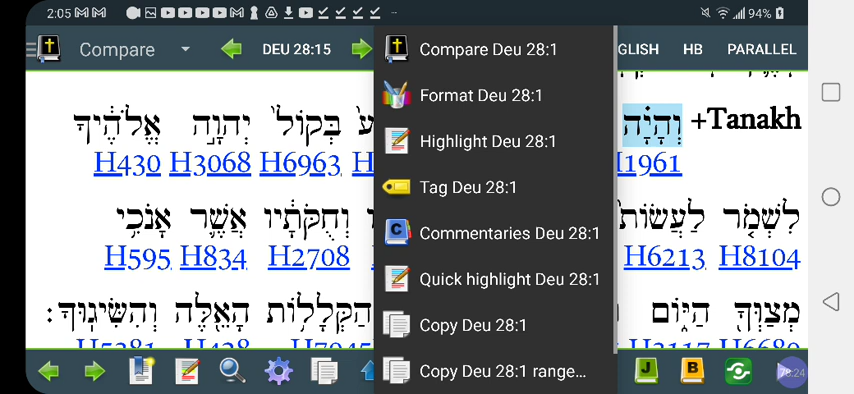 2:05
94%
Compare
DEU 28:15
GLISH HB PARALLEL
Compare Deu 28:1
Format Deu 28:1
Highlight Deu 28:1
Tag Deu 28:1
Commentaries Deu 28:1
Quick highlight Deu 28:1
Copy Deu 28:1
Copy Deu 28:1 range...
Tanakh+ וְהָיָ֗ה בְּקוֹל֙ יְהוָ֣ה אֱלֹהֶ֔יךָ
H430 H3068 H6963 1961
לִשְׁמֹ֤ר לַעֲשׂוֹת֙ וְחֻקֹּתָ֔יו אֲשֶׁ֛ר אָנֹכִ֥י
H595 H834 H2708 H6213 H8104
מְצַוְּךָ֖ הַיּ֑וֹם הַקְּלָל֥וֹת הָאֵ֖לֶּה וְהִשִּׂיגֽוּךָ׃